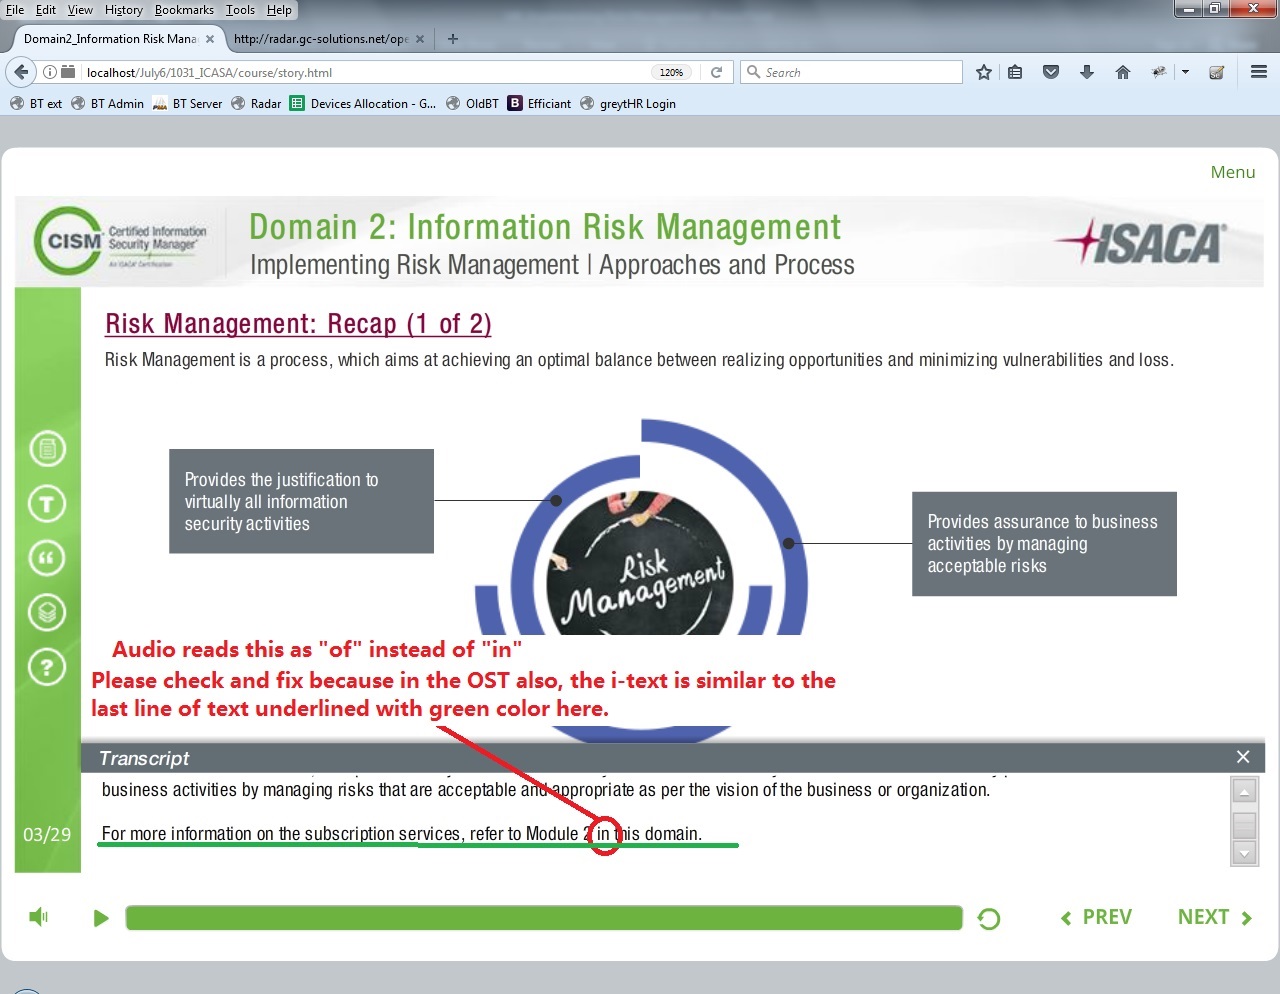 File Edit View History Bookmarks Tools Help
Domain2_Information Risk Mana
http://radar.gc-solutions.net/ope
localhost/July6/1031_ICASA/course/story.html
120%
Search
BT ext BT Admin BT Server Radar Devices Allocation - G... OldBT Efficiant greytHR Login
Menu
CISM Certified Information
Security Manager®
An ISACA® Certification
Domain 2: Information Risk Management
Implementing Risk Management | Approaches and Process
ISACA®
Risk Management: Recap (1 of 2)
Risk Management is a process, which aims at achieving an optimal balance between realizing opportunities and minimizing vulnerabilities and loss.
Provides the justification to
virtually all information
security activities
Risk
Management
Provides assurance to business
activities by managing
acceptable risks
Audio reads this as "of" instead of "in"
Please check and fix because in the OST also, the i-text is similar to the
last line of text underlined with green color here.
Transcript
business activities by managing risks that are acceptable and appropriate as per the vision of the business or organization.
For more information on the subscription services, refer to Module 2 in this domain.
03/29
PREV NEXT